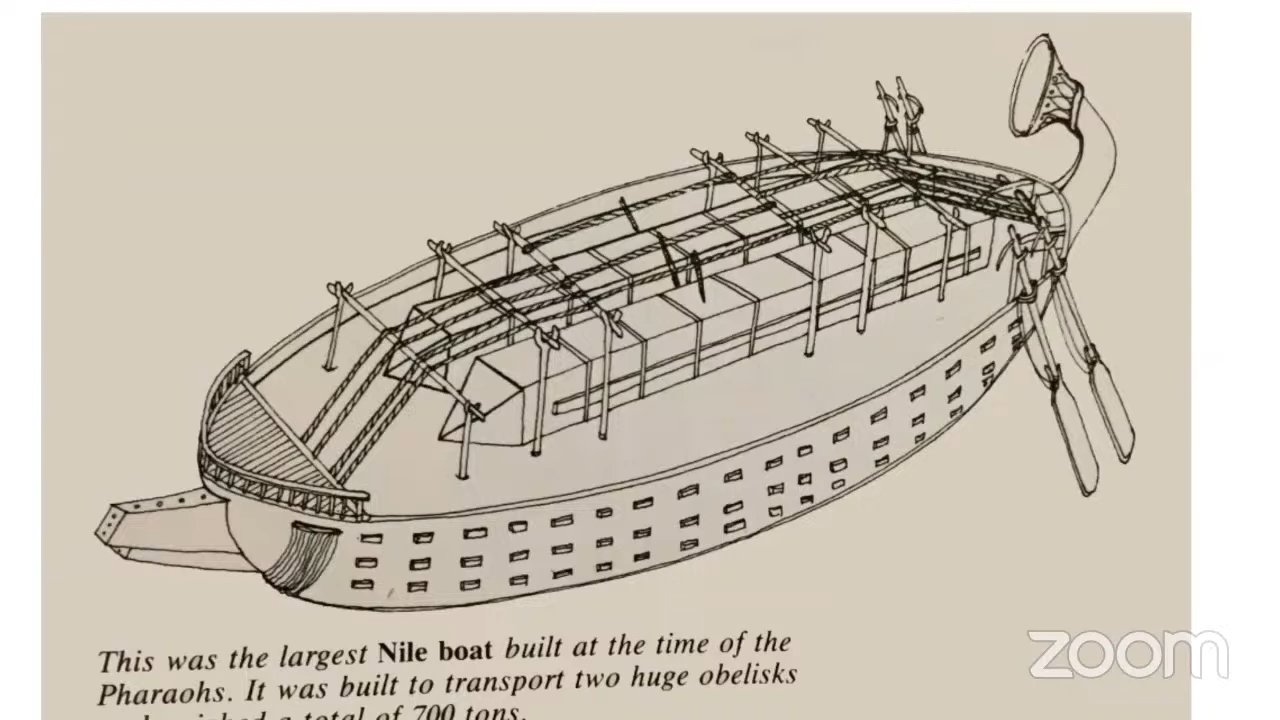 This was the largest Nile boat built at the time of the
Pharaohs. It was built to transport two huge obelisks
a total of 700 tons.
zoom